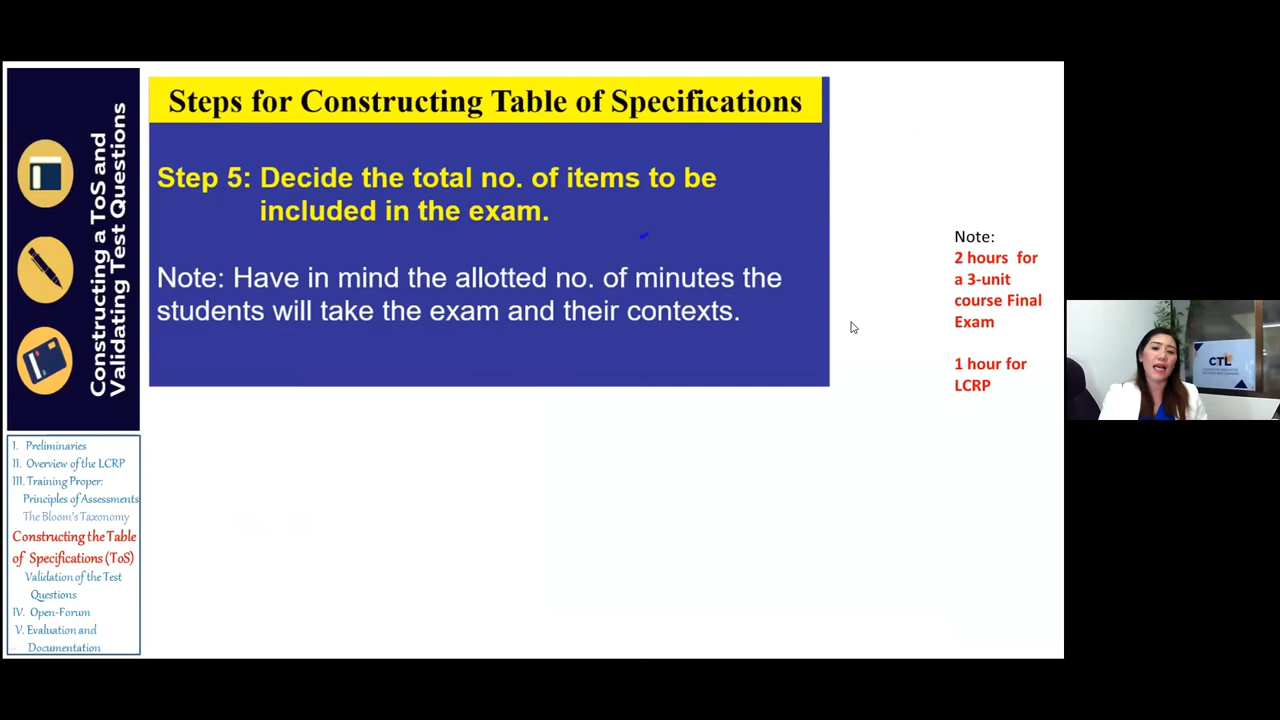 Constructing a ToS and
Validating Test Questions
Steps for Constructing Table of Specifications
Step 5: Decide the total no. of items to be
included in the exam.
Note: Have in mind the allotted no. of minutes the
students will take the exam and their contexts.
Note:
2 hours for
a 3-unit
course Final
Exam
1 hour for
LCRP
CTL
I. Preliminaries
II. Overview of the LCRP
III. Training Proper:
Principles of Assessments
The Bloom's Taxonomy
Constructing the Table
of Specifications (ToS)
Validation of the Test
Questions
IV. Open-Forum
V. Evaluation and
Documentation